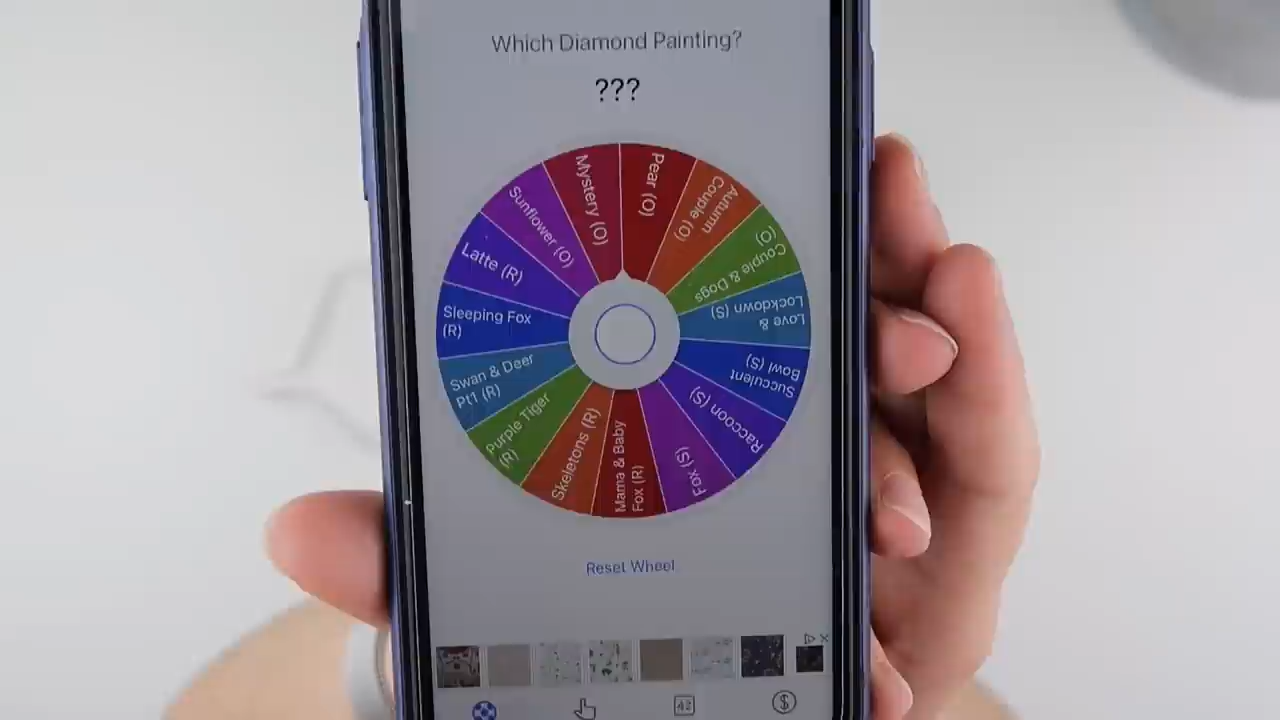 Which Diamond Painting?
???
Pear (O)
Autumn
Couple (O)
Couple & Dogs
(O)
Love &
Lockdown (S)
Succulent
Bowl (S)
Raccoon (S)
Fox (S)
Mama & Baby
Fox (R)
Skeletons (R)
Purple Tiger
(R)
Swan & Deer
Pt1 (R)
Sleeping Fox
(R)
Latte (R)
Sunflower (O)
Mystery (O)
Reset Wheel
42
$